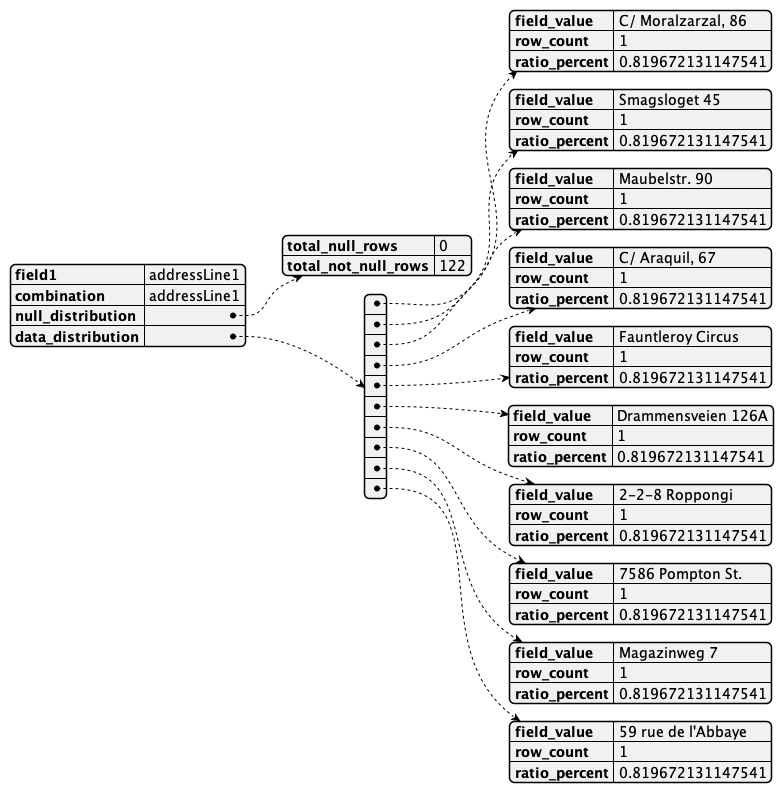 field1 addressLine1
combination addressLine1
null_distribution
data_distribution
total_null_rows 0
total_not_null_rows 122
field_value C/ Moralzarzal, 86
row_count 1
ratio_percent 0.819672131147541
field_value Smagsloget 45
row_count 1
ratio_percent 0.819672131147541
field_value Maubelstr. 90
row_count 1
ratio_percent 0.819672131147541
field_value C/ Araquil, 67
row_count 1
ratio_percent 0.819672131147541
field_value Fauntleroy Circus
row_count 1
ratio_percent 0.819672131147541
field_value Drammensveien 126A
row_count 1
ratio_percent 0.819672131147541
field_value 2-2-8 Roppongi
row_count 1
ratio_percent 0.819672131147541
field_value 7586 Pompton St.
row_count 1
ratio_percent 0.819672131147541
field_value Magazinweg 7
row_count 1
ratio_percent 0.819672131147541
field_value 59 rue de l'Abbaye
row_count 1
ratio_percent 0.819672131147541